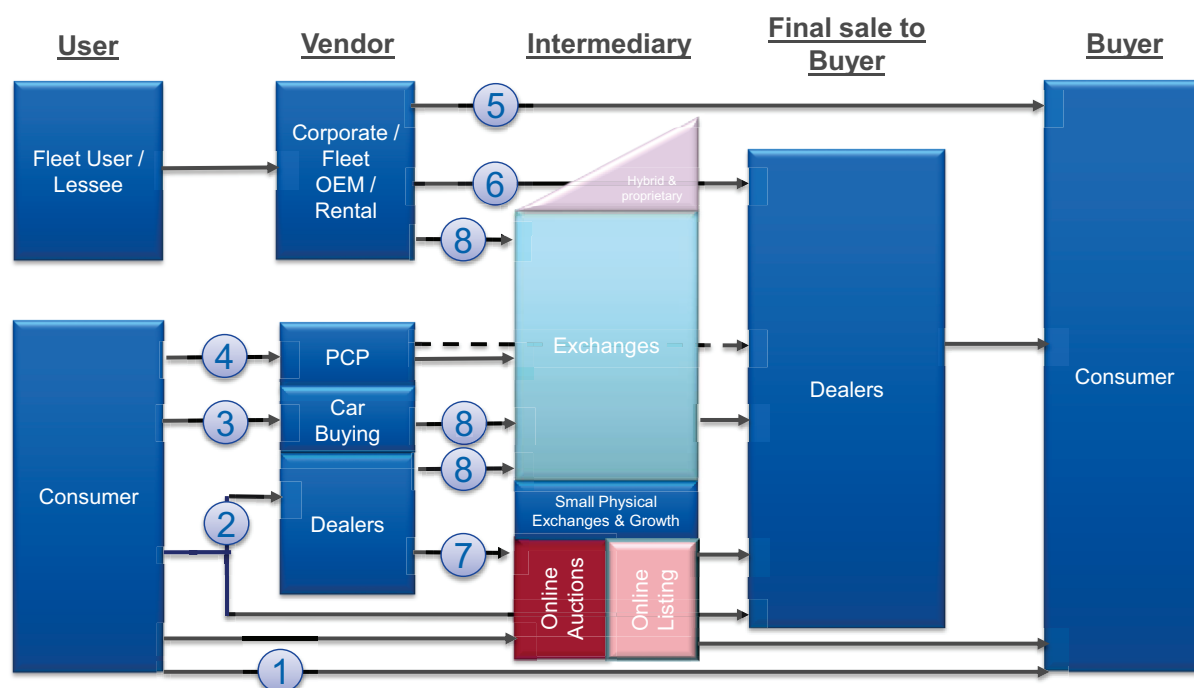 User
Vendor
Intermediary
Final sale to
Buyer
Buyer
Fleet User /
Lessee
Corporate /
Fleet
OEM /
Rental
5
6
8
Hybrid &
proprietary
Exchanges
Consumer
4
PCP
3
Car
Buying
8
8
2
Dealers
7
Small Physical
Exchanges & Growth
Online
Auctions
Online
Listing
1
Dealers
Consumer